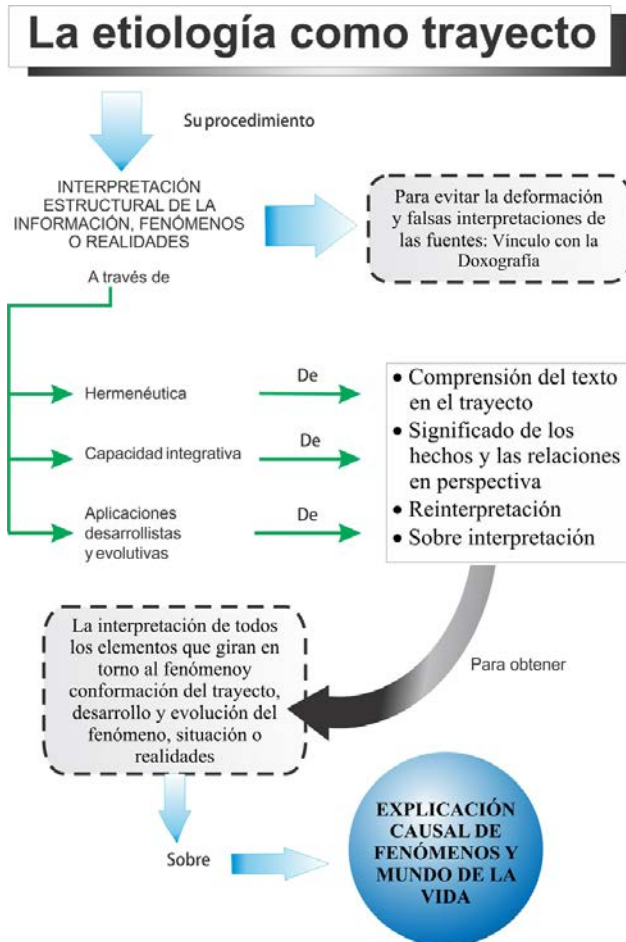 La etiología como trayecto
Su procedimiento
INTERPRETACIÓN
ESTRUCTURAL DE LA
INFORMACIÓN, FENÓMENOS
O REALIDADES
Para evitar la deformación
y falsas interpretaciones de
las fuentes: Vínculo con la
Doxografía
A través de
Hermenéutica
De
Capacidad integrativa
De
Aplicaciones
desarrollistas
y evolutivas
De
• Comprensión del texto
en el trayecto
• Significado de los
hechos y las relaciones
en perspectiva
• Reinterpretación
• Sobre interpretación
Para obtener
La interpretación de todos
los elementos que giran en
torno al fenómenoy
conformación del trayecto,
desarrollo y evolución del
fenómeno, situación o
realidades
Sobre
EXPLICACIÓN
CAUSAL DE
FENÓMENOS Y
MUNDO DE LA
VIDA